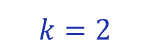 k = 2